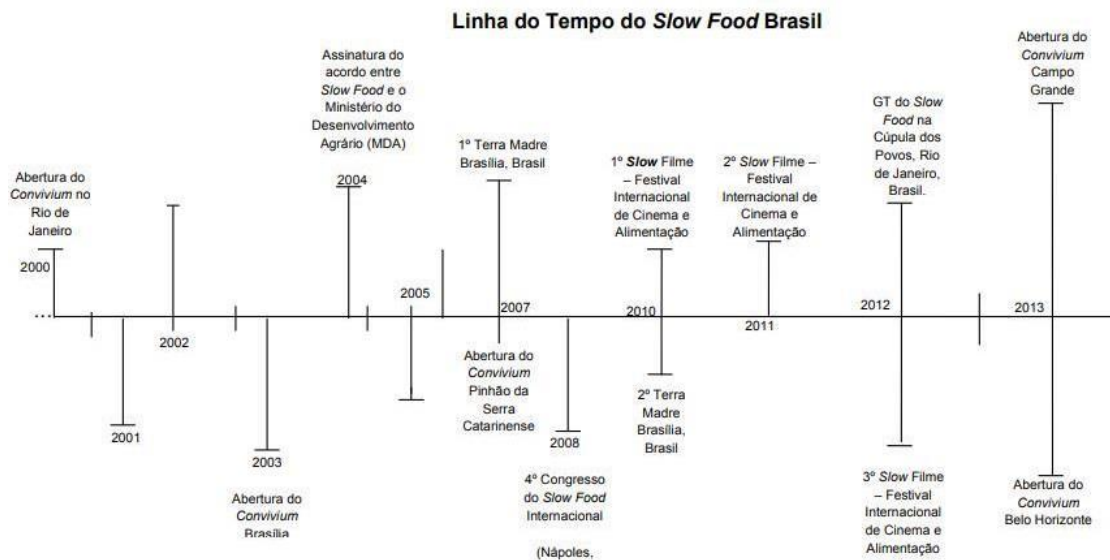 Linha do Tempo do Slow Food Brasil
Abertura do
Convivium no
Rio de
Janeiro
2000
...
2001
2002
2003
Abertura do
Convivium
Brasília
Assinatura do
acordo entre
Slow Food e o
Ministério do
Desenvolvimento
Agrário (MDA)
2004
2005
1º Terra Madre
Brasília, Brasil
2007
Abertura do
Convivium
Pinhão da
Serra
Catarinense
2008
4º Congresso
do Slow Food
Internacional
(Nápoles,
1º Slow Filme
– Festival
Internacional
de Cinema e
Alimentação
2010
2º Terra
Madre
Brasília,
Brasil
2º Slow Filme –
Festival
Internacional de
Cinema e
Alimentação
2011
GT do Slow
Food na
Cúpula dos
Povos, Rio
de Janeiro,
Brasil.
2012
3º Slow Filme
– Festival
Internacional
de Cinema e
Alimentação
Abertura do
Convivium
Campo
Grande
2013
Abertura do
Convivium
Belo Horizonte